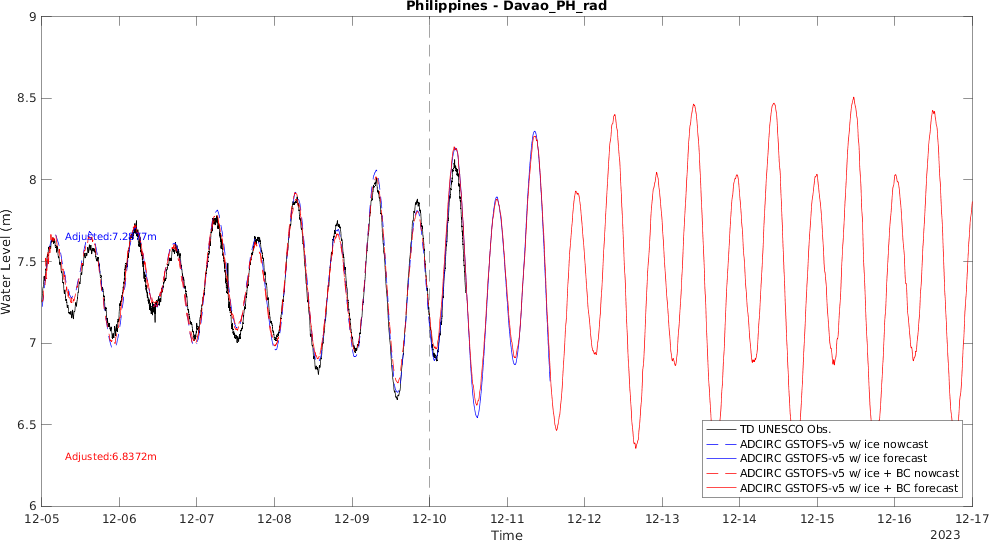 Philippines - Davao_PH_rad
Water Level (m)
9
8.5
8
7.5
7
6.5
6
Adjusted:6.8372m
TD UNESCO Obs.
ADCIRC GSTOFS-v5 w/ ice nowcast
ADCIRC GSTOFS-v5 w/ ice forecast
ADCIRC GSTOFS-v5 w/ ice + BC nowcast
ADCIRC GSTOFS-v5 w/ ice + BC forecast
12-05 12-06 12-07 12-08 12-09 12-10 12-11 12-12 12-13 12-14 12-15 12-16 12-17
Time
2023